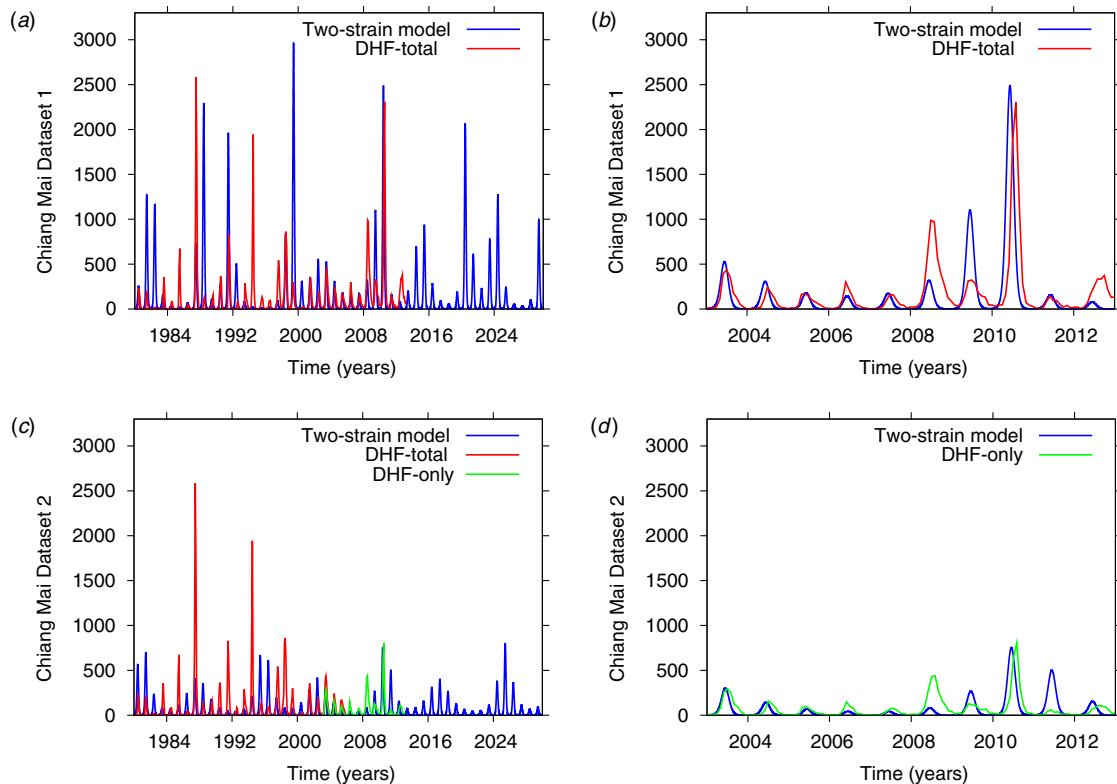 (a)
Chiang Mai Dataset 1
3000
2500
2000
1500
1000
500
0
Two-strain model
DHF-total
1984 1992 2000 2008 2016 2024
Time (years)
(b)
Chiang Mai Dataset 1
3000
2500
2000
1500
1000
500
0
Two-strain model
DHF-total
2004 2006 2008 2010 2012
Time (years)
(c)
Chiang Mai Dataset 2
3000
2500
2000
1500
1000
500
0
Two-strain model
DHF-total
DHF-only
1984 1992 2000 2008 2016 2024
Time (years)
(d)
Chiang Mai Dataset 2
3000
2500
2000
1500
1000
500
0
Two-strain model
DHF-only
2004 2006 2008 2010 2012
Time (years)